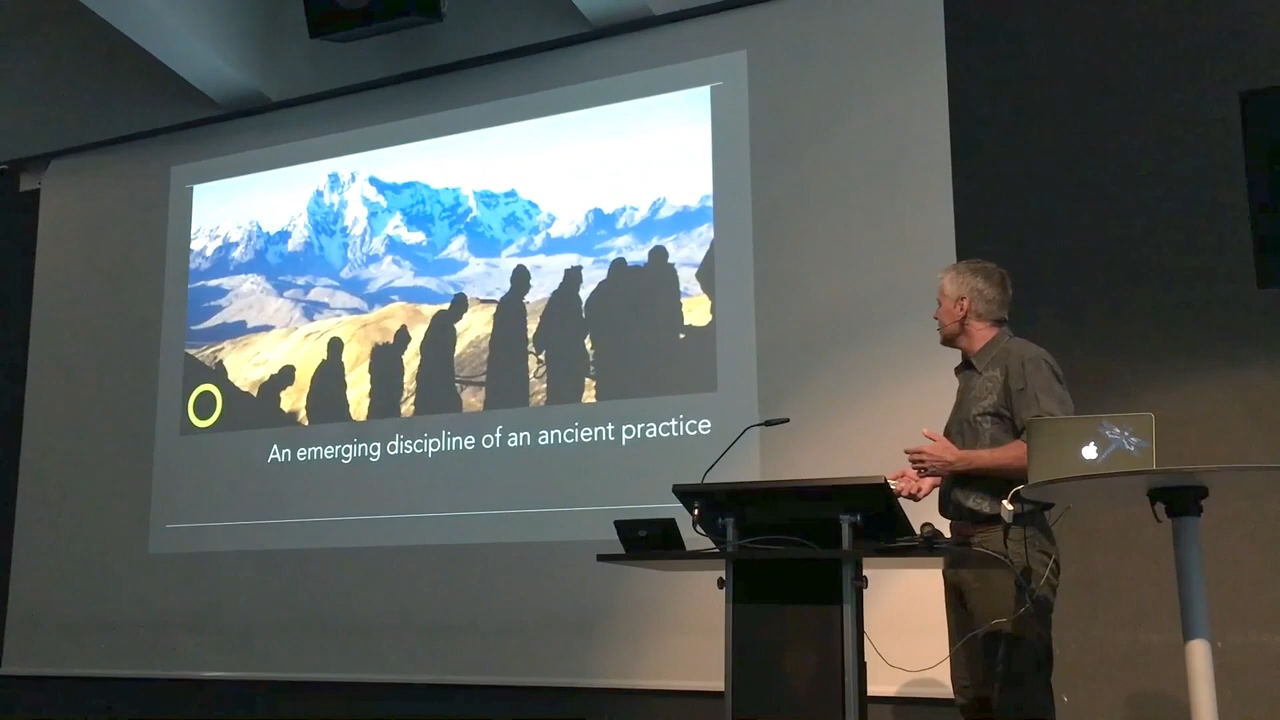 An emerging discipline of an ancient practice